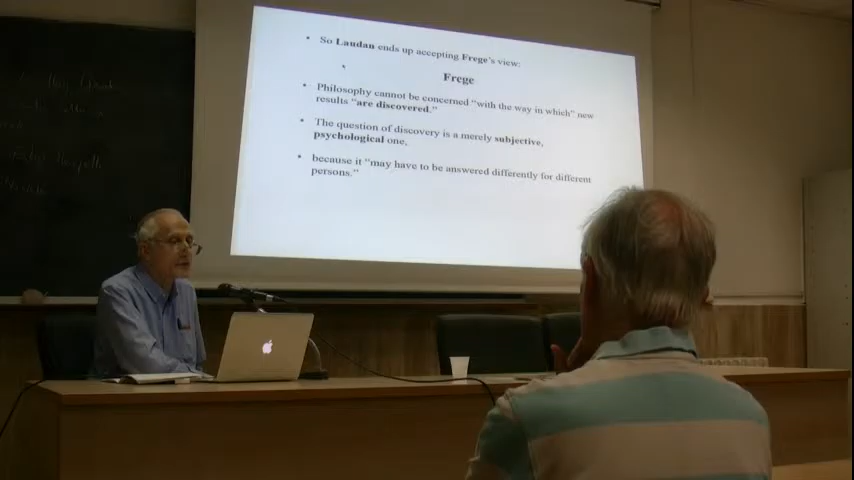 • So Laudan ends up accepting Frege's view:
Frege
• Philosophy cannot be concerned "with the way in which" new
results "are discovered."
• The question of discovery is a merely subjective,
psychological one,
• because it "may have to be answered differently for different
persons."